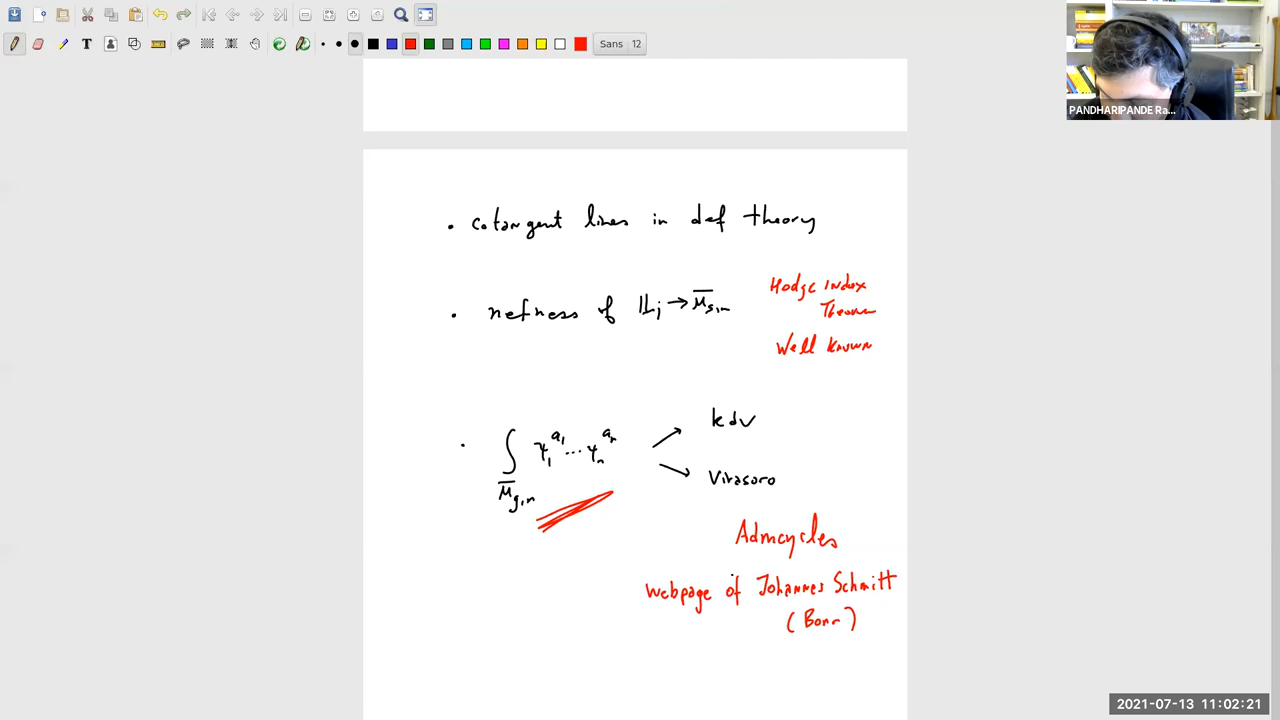 Sans 12
PANDHARIPANDE Ra...
• cotangent lines in def theory
• nefness of 𝕃ᵢ → M̅g,n
Hodge Index
Theorem
Well Known
• ∫M̅g,n ψ₁^a₁ ... ψₙ^aₙ
kdV
Virasoro
Admcycles
Webpage of Johannes Schmitt
(Bonn)
2021-07-13 11:02:21